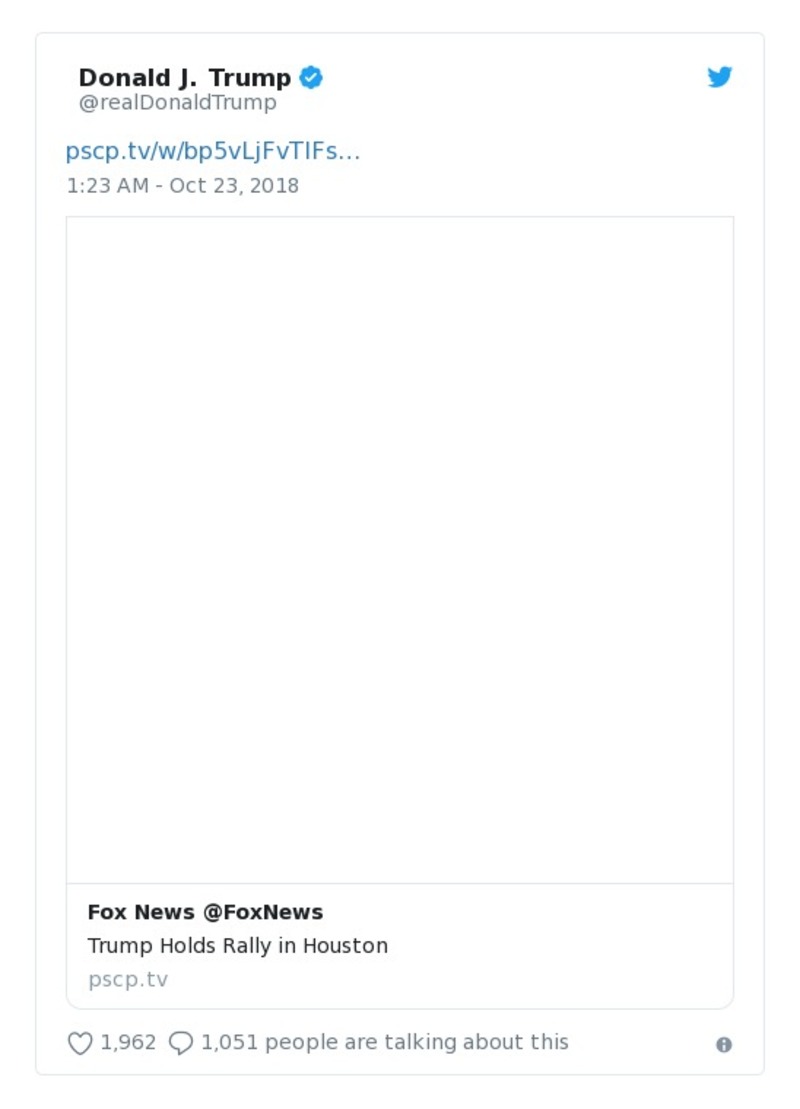 Donald J. Trump
@realDonaldTrump
pscp.tv/w/bp5vLjFvTlFs…
1:23 AM - Oct 23, 2018
Fox News @FoxNews
Trump Holds Rally in Houston
pscp.tv
1,962 1,051 people are talking about this